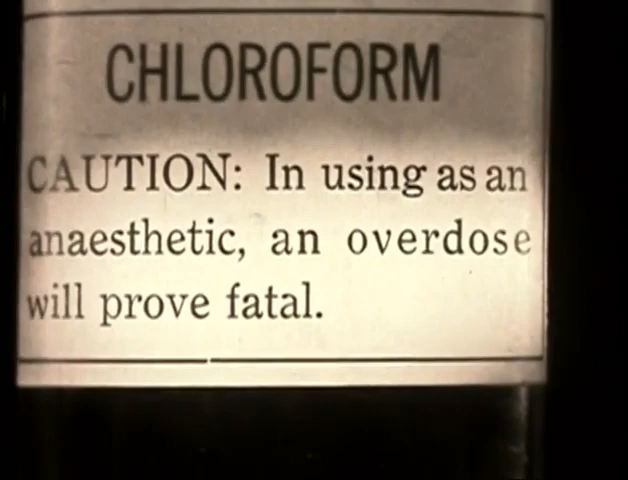 CHLOROFORM
CAUTION: In using as an
anaesthetic, an overdose
will prove fatal.